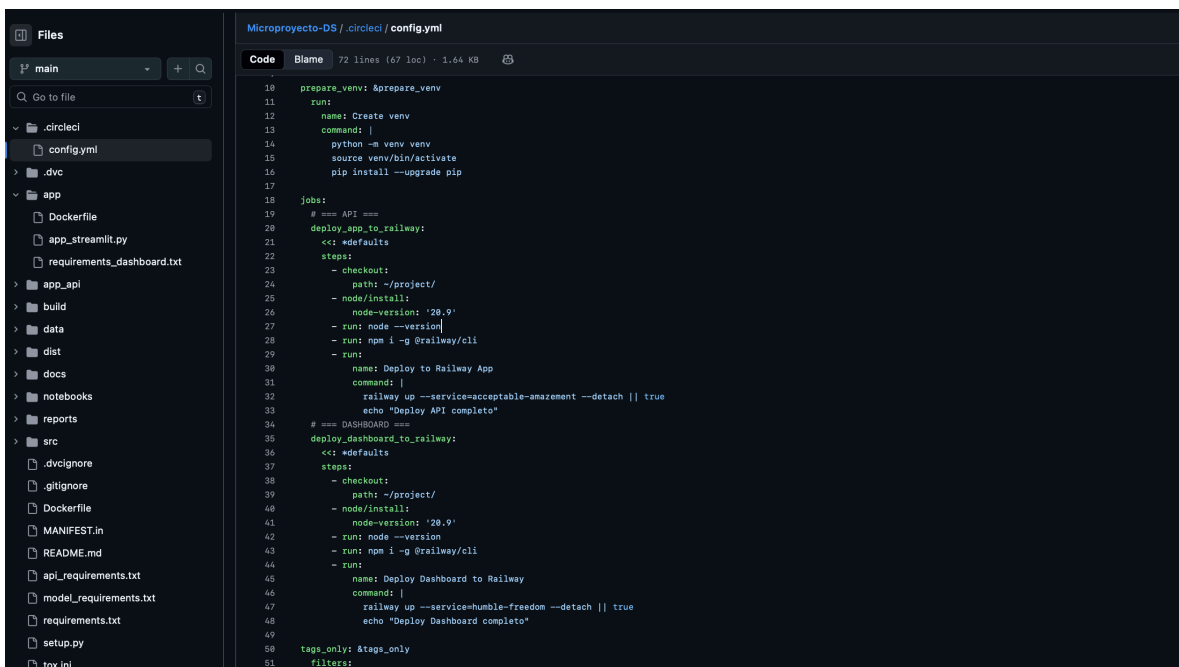 Files
main
Go to file
t
.circleci
config.yml
.dvc
app
Dockerfile
app_streamlit.py
requirements_dashboard.txt
app_api
build
data
dist
docs
notebooks
reports
src
.dvcignore
.gitignore
Dockerfile
MANIFEST.in
README.md
api_requirements.txt
model_requirements.txt
requirements.txt
setup.py
tox.ini
Microproyecto-DS / .circleci / config.yml
Code Blame 72 lines (67 loc) · 1.64 KB
10 prepare_venv: &prepare_venv
11 run:
12 name: Create venv
13 command: |
14 python -m venv venv
15 source venv/bin/activate
16 pip install --upgrade pip
17
18 jobs:
19 # === API ===
20 deploy_app_to_railway:
21 <<: *defaults
22 steps:
23 - checkout:
24 path: ~/project/
25 - node/install:
26 node-version: '20.9'
27 - run: node --version
28 - run: npm i -g @railway/cli
29 - run:
30 name: Deploy to Railway App
31 command: |
32 railway up --service=acceptable-amazement --detach || true
33 echo "Deploy API completo"
34 # === DASHBOARD ===
35 deploy_dashboard_to_railway:
36 <<: *defaults
37 steps:
38 - checkout:
39 path: ~/project/
40 - node/install:
41 node-version: '20.9'
42 - run: node --version
43 - run: npm i -g @railway/cli
44 - run:
45 name: Deploy Dashboard to Railway
46 command: |
47 railway up --service=humble-freedom --detach || true
48 echo "Deploy Dashboard completo"
49
50 tags_only: &tags_only
51 filters: